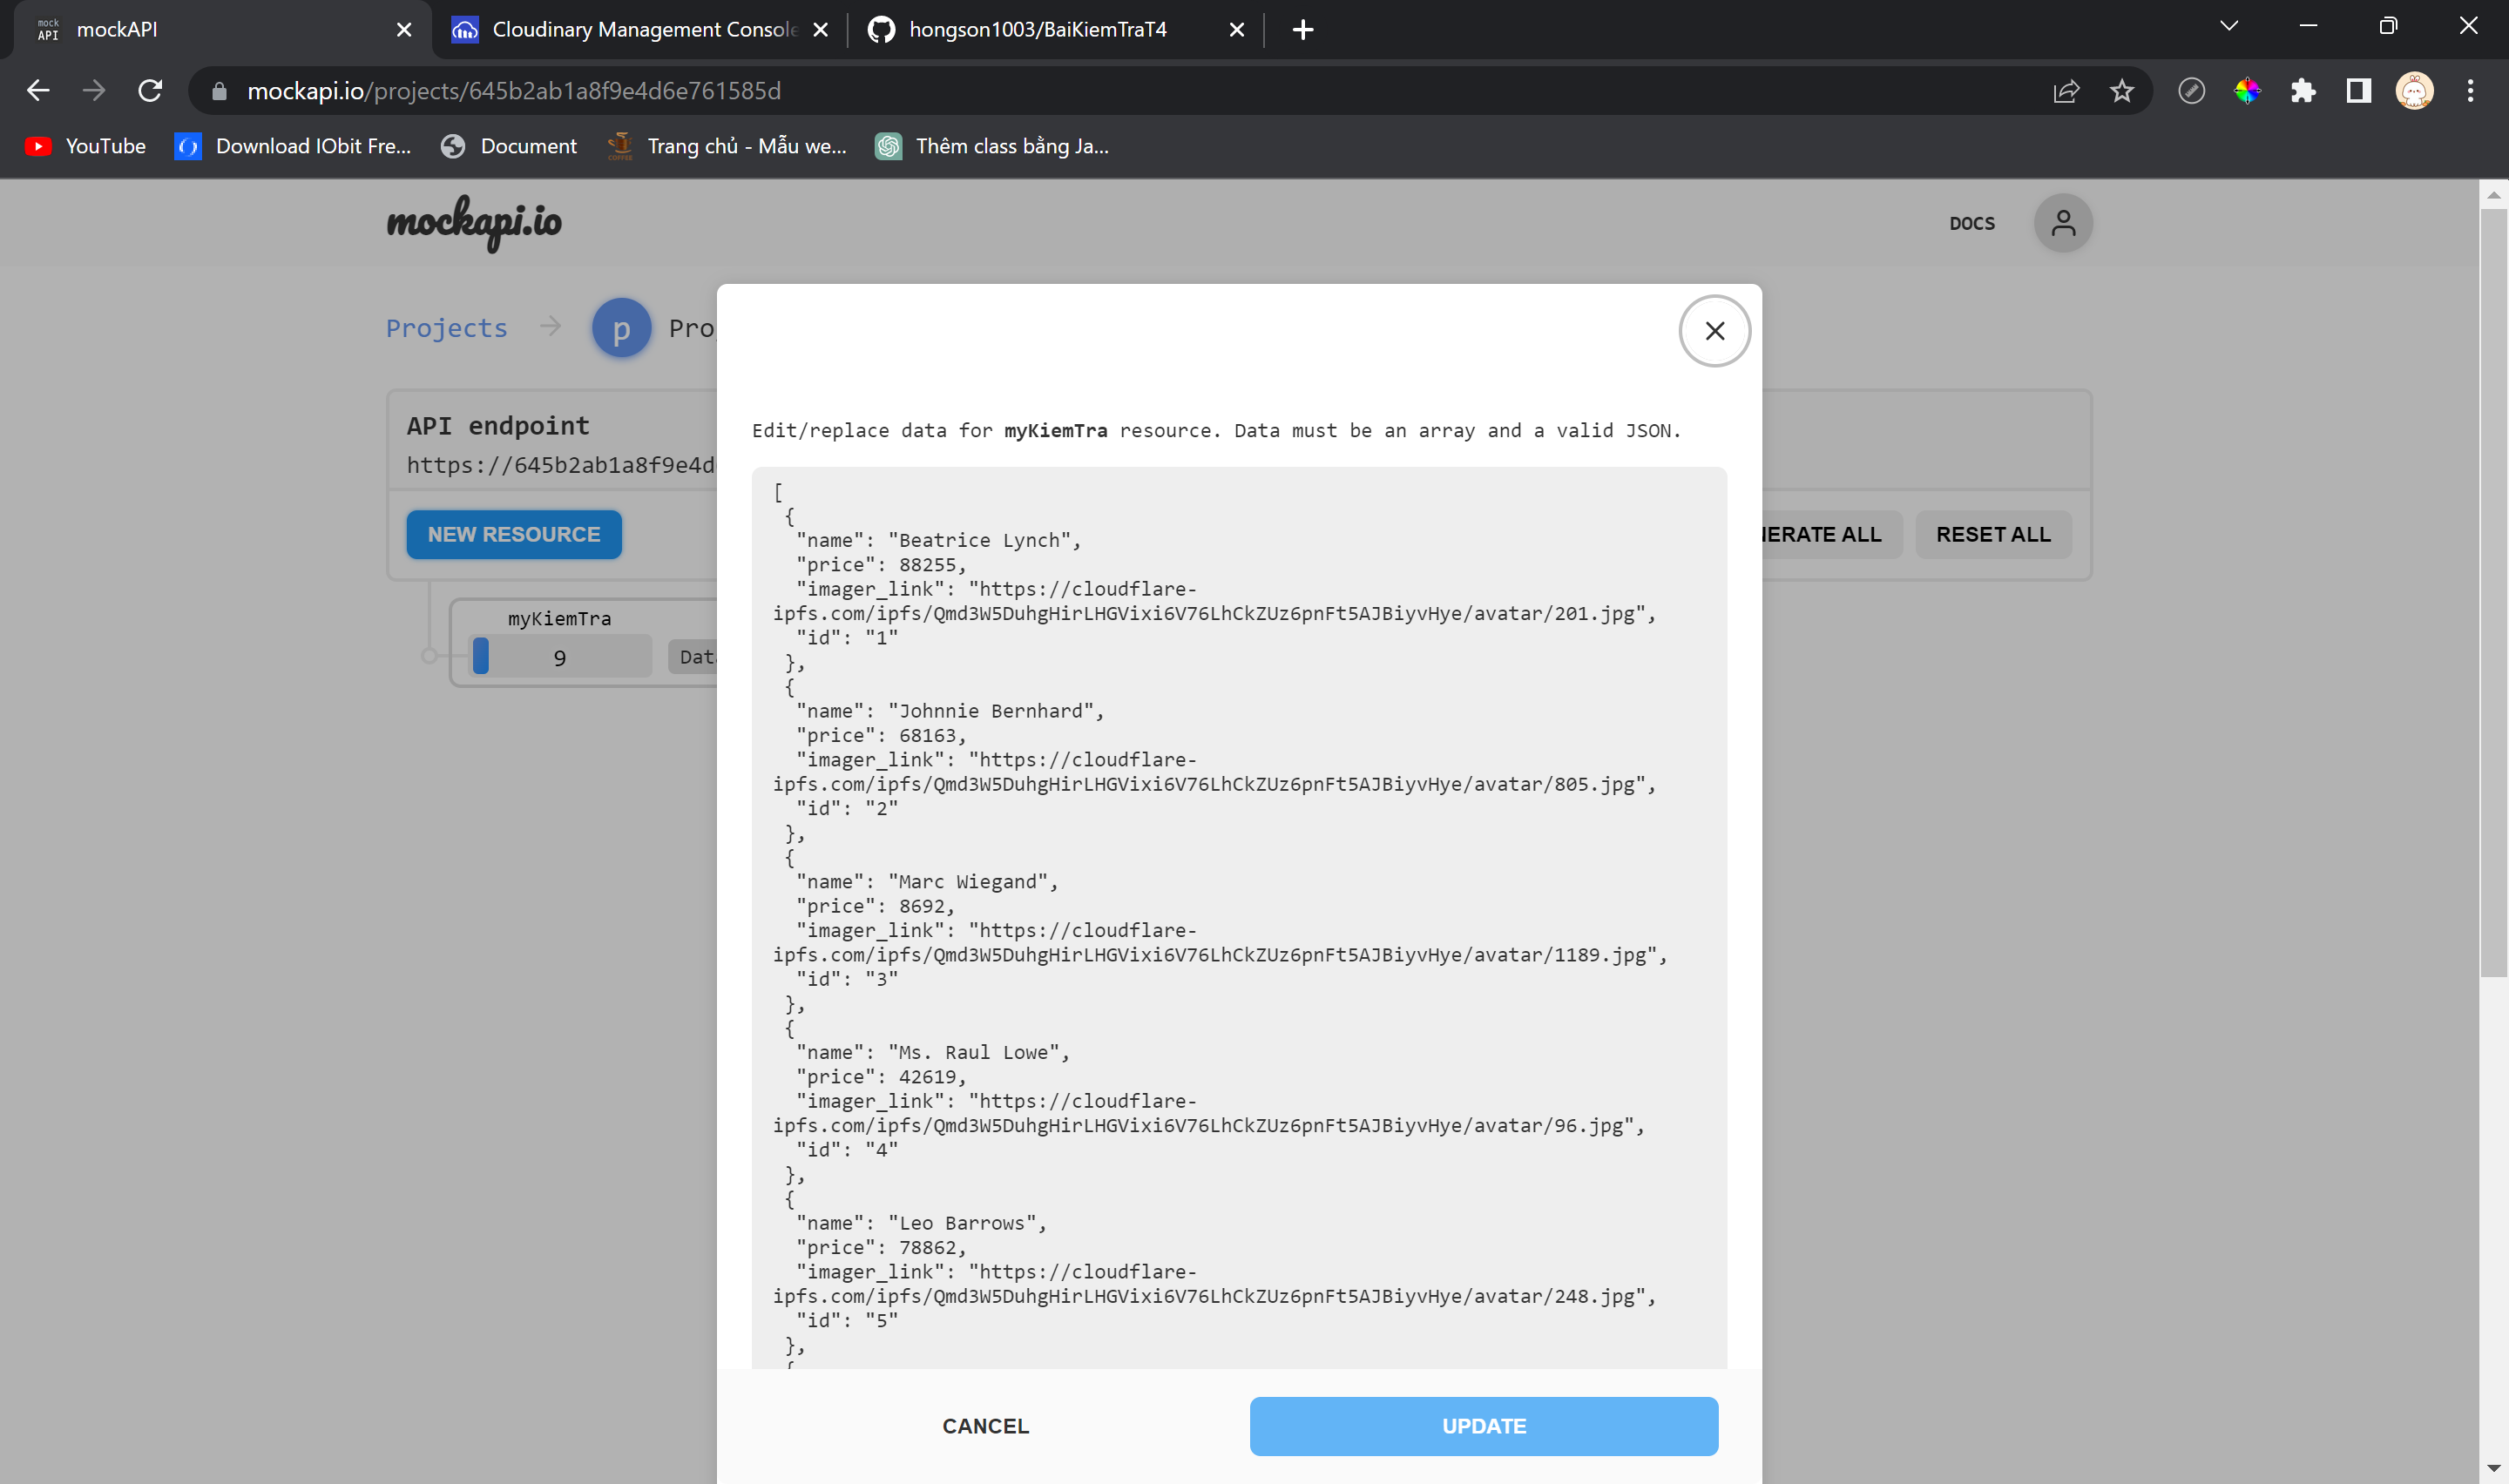 mock
API
mockAPI
Cloudinary Management Console
hongson1003/BaiKiemTraT4
mockapi.io/projects/645b2ab1a8f9e4d6e761585d
YouTube
Download IObit Fre...
Document
Trang chủ - Mẫu we...
Thêm class bằng Ja...
mockapi.io
DOCS
Projects
p
Pro
API endpoint
https://645b2ab1a8f9e4d
NEW RESOURCE
NERATE ALL
RESET ALL
myKiemTra
9
Data
Edit/replace data for myKiemTra resource. Data must be an array and a valid JSON.
[
{
"name": "Beatrice Lynch",
"price": 88255,
"imager_link": "https://cloudflare-
ipfs.com/ipfs/Qmd3W5DuhgHirLHGVixi6V76LhCkZUz6pnFt5AJBiyvHye/avatar/201.jpg",
"id": "1"
},
{
"name": "Johnnie Bernhard",
"price": 68163,
"imager_link": "https://cloudflare-
ipfs.com/ipfs/Qmd3W5DuhgHirLHGVixi6V76LhCkZUz6pnFt5AJBiyvHye/avatar/805.jpg",
"id": "2"
},
{
"name": "Marc Wiegand",
"price": 8692,
"imager_link": "https://cloudflare-
ipfs.com/ipfs/Qmd3W5DuhgHirLHGVixi6V76LhCkZUz6pnFt5AJBiyvHye/avatar/1189.jpg",
"id": "3"
},
{
"name": "Ms. Raul Lowe",
"price": 42619,
"imager_link": "https://cloudflare-
ipfs.com/ipfs/Qmd3W5DuhgHirLHGVixi6V76LhCkZUz6pnFt5AJBiyvHye/avatar/96.jpg",
"id": "4"
},
{
"name": "Leo Barrows",
"price": 78862,
"imager_link": "https://cloudflare-
ipfs.com/ipfs/Qmd3W5DuhgHirLHGVixi6V76LhCkZUz6pnFt5AJBiyvHye/avatar/248.jpg",
"id": "5"
},
{
CANCEL
UPDATE